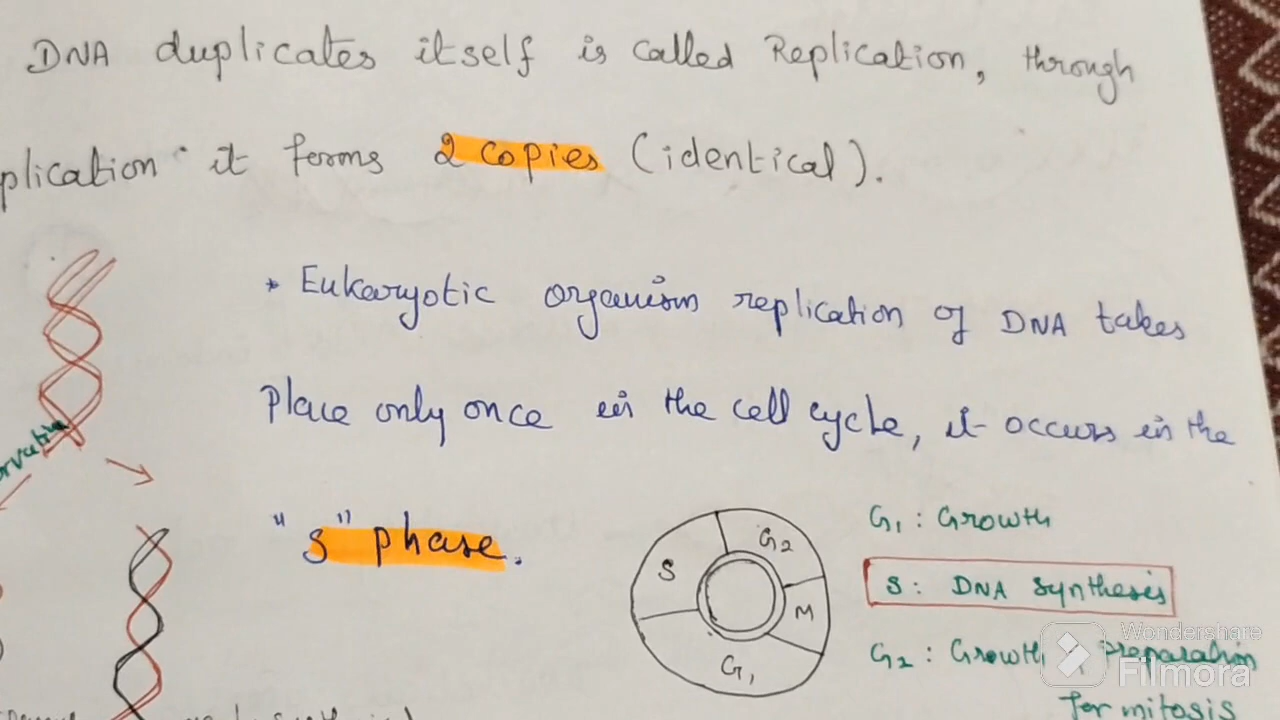 DNA duplicates itself is called Replication, through
plication it forms 2 copies (identical).
* Eukaryotic organism replication of DNA takes
Place only once in the cell cycle, it occurs in the
"S" phase.
S
G2
M
G1
G1 : Growth
S : DNA Synthesis
G2 : Growth & preparation
for mitosis
Wondershare
Filmora